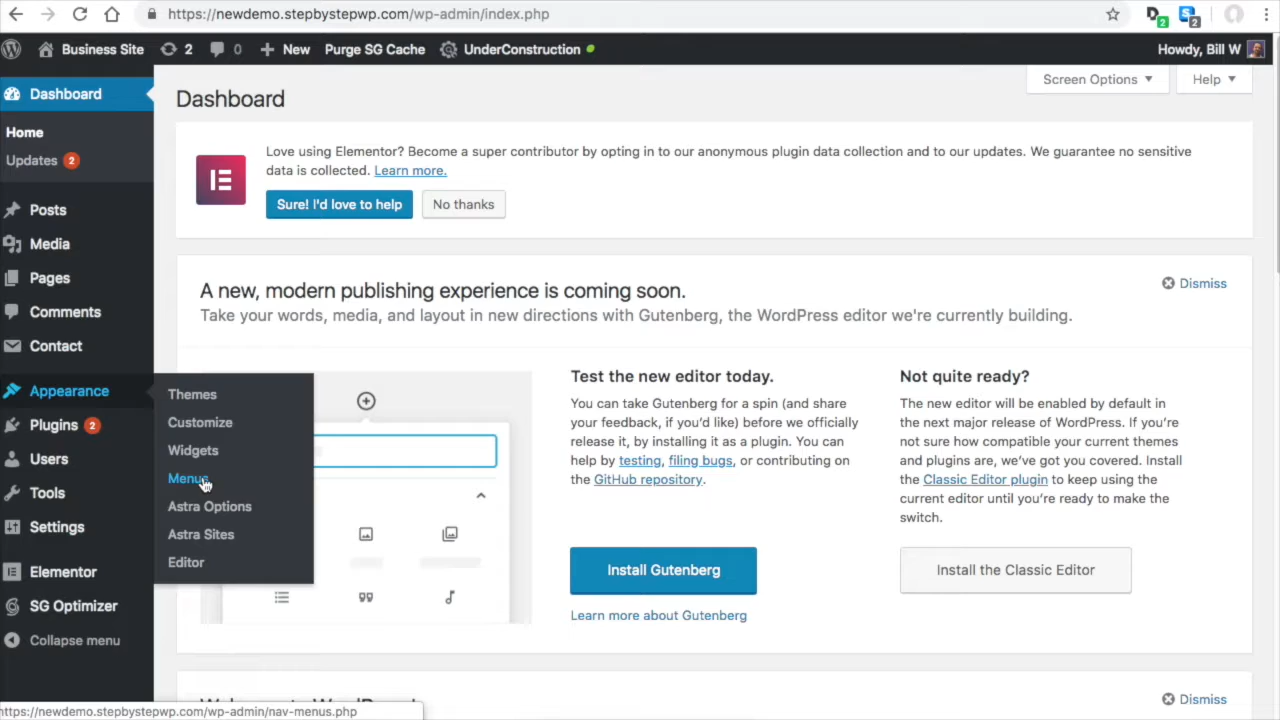 https://newdemo.stepbystepwp.com/wp-admin/index.php
2
2
Business Site
2
0
New
Purge SG Cache
UnderConstruction
Howdy, Bill W
Dashboard
Home
Updates 2
Posts
Media
Pages
Comments
Contact
Appearance
Plugins 2
Users
Tools
Settings
Elementor
SG Optimizer
Collapse menu
Themes
Customize
Widgets
Menus
Astra Options
Astra Sites
Editor
Screen Options
Help
Dashboard
Love using Elementor? Become a super contributor by opting in to our anonymous plugin data collection and to our updates. We guarantee no sensitive
data is collected. Learn more.
Sure! I'd love to help
No thanks
A new, modern publishing experience is coming soon.
Dismiss
Take your words, media, and layout in new directions with Gutenberg, the WordPress editor we're currently building.
Test the new editor today.
You can take Gutenberg for a spin (and share
your feedback, if you'd like) before we officially
release it, by installing it as a plugin. You can
help by testing, filing bugs, or contributing on
the GitHub repository.
Install Gutenberg
Learn more about Gutenberg
Not quite ready?
The new editor will be enabled by default in
the next major release of WordPress. If you're
not sure how compatible your current themes
and plugins are, we've got you covered. Install
the Classic Editor plugin to keep using the
current editor until you're ready to make the
switch.
Install the Classic Editor
Dismiss
https://newdemo.stepbystepwp.com/wp-admin/nav-menus.php